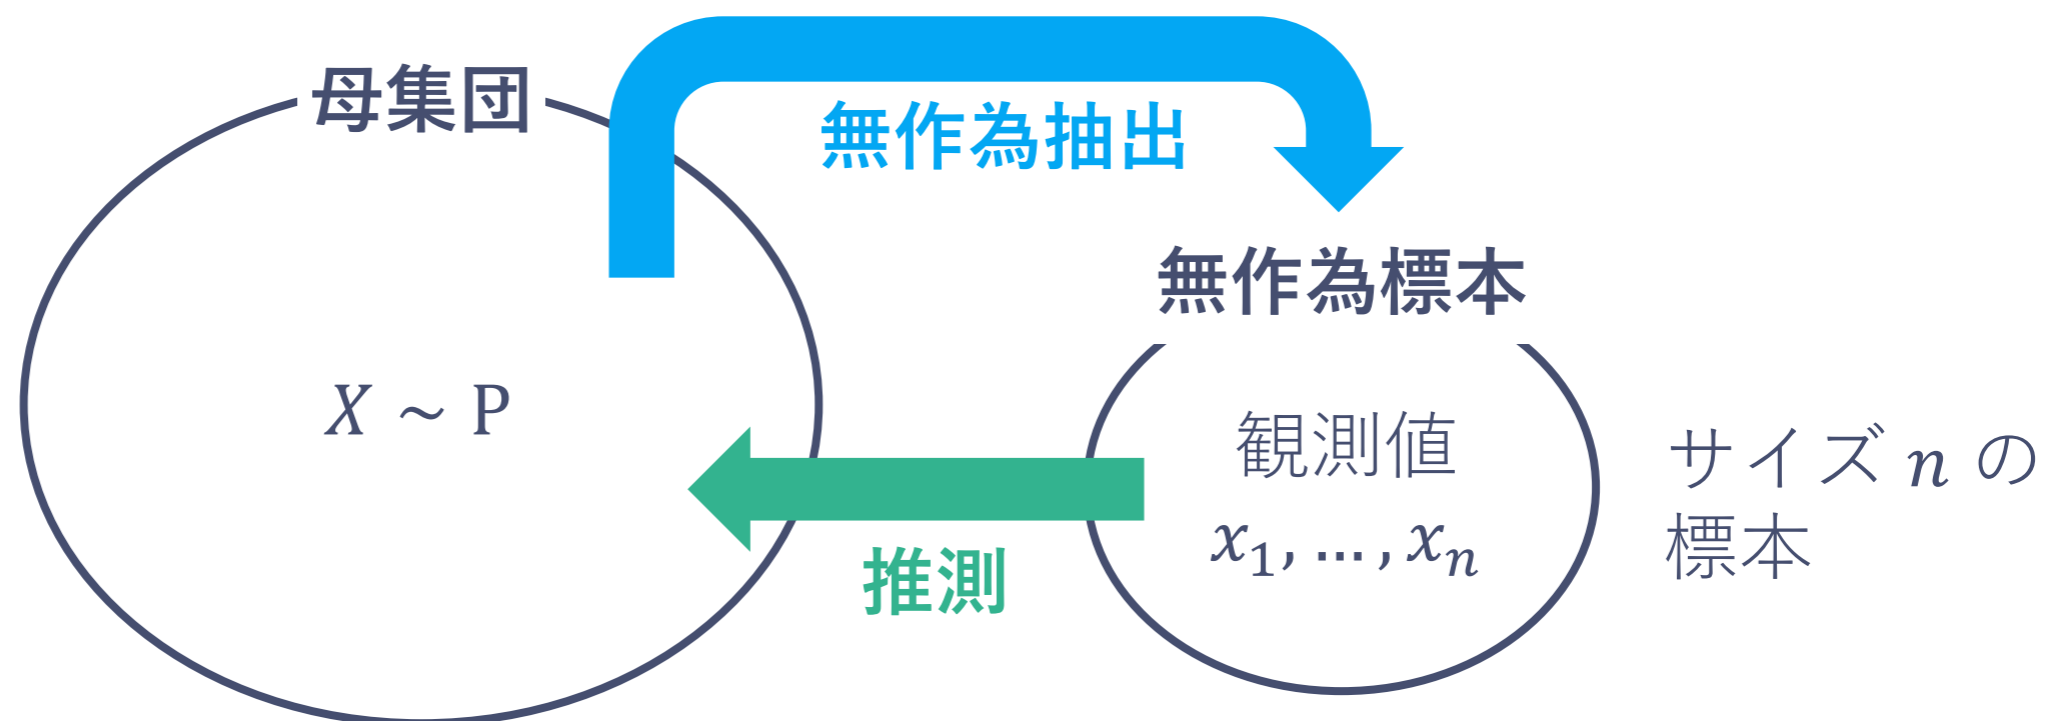 母集団
無作為抽出
無作為標本
X ~ P
観測値
x₁, ... , xₙ
サイズ n の
標本
推測